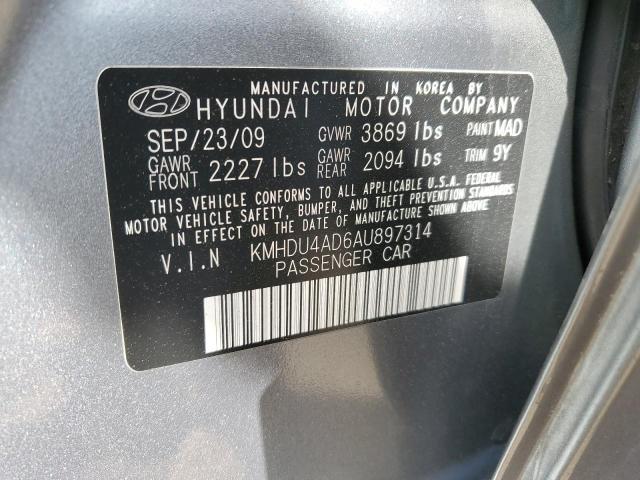 MANUFACTURED IN KOREA BY
HYUNDAI MOTOR COMPANY
SEP/23/09 GVWR 3869 lbs PAINT MAD
GAWR FRONT 2227 lbs GAWR REAR 2094 lbs TRIM 9Y
THIS VEHICLE CONFORMS TO ALL APPLICABLE U.S.A. FEDERAL
MOTOR VEHICLE SAFETY, BUMPER, AND THEFT PREVENTION STANDARDS
IN EFFECT ON THE DATE OF MANUFACTURE SHOWN ABOVE.
V.I.N KMHDU4AD6AU897314
PASSENGER CAR